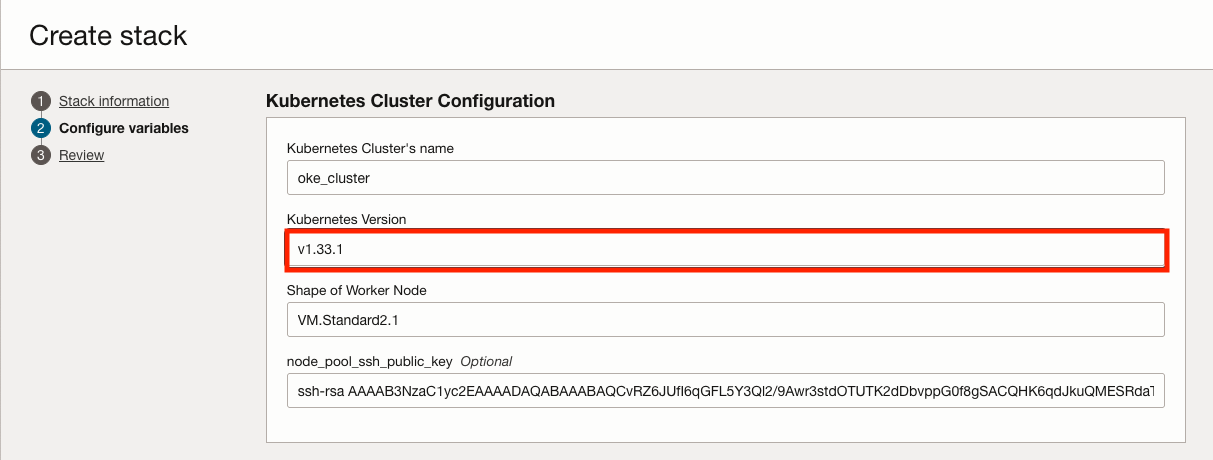 Create stack
1 Stack information
2 Configure variables
3 Review
Kubernetes Cluster Configuration
Kubernetes Cluster's name
oke_cluster
Kubernetes Version
v1.33.1
Shape of Worker Node
VM.Standard2.1
node_pool_ssh_public_key Optional
ssh-rsa AAAAB3NzaC1yc2EAAAADAQABAAABAQCvRZ6JUfI6qGFL5Y3Ql2/9Awr3stdOTUTK2dDbvppG0f8gSACQHK6qdJkuQMESRdaT